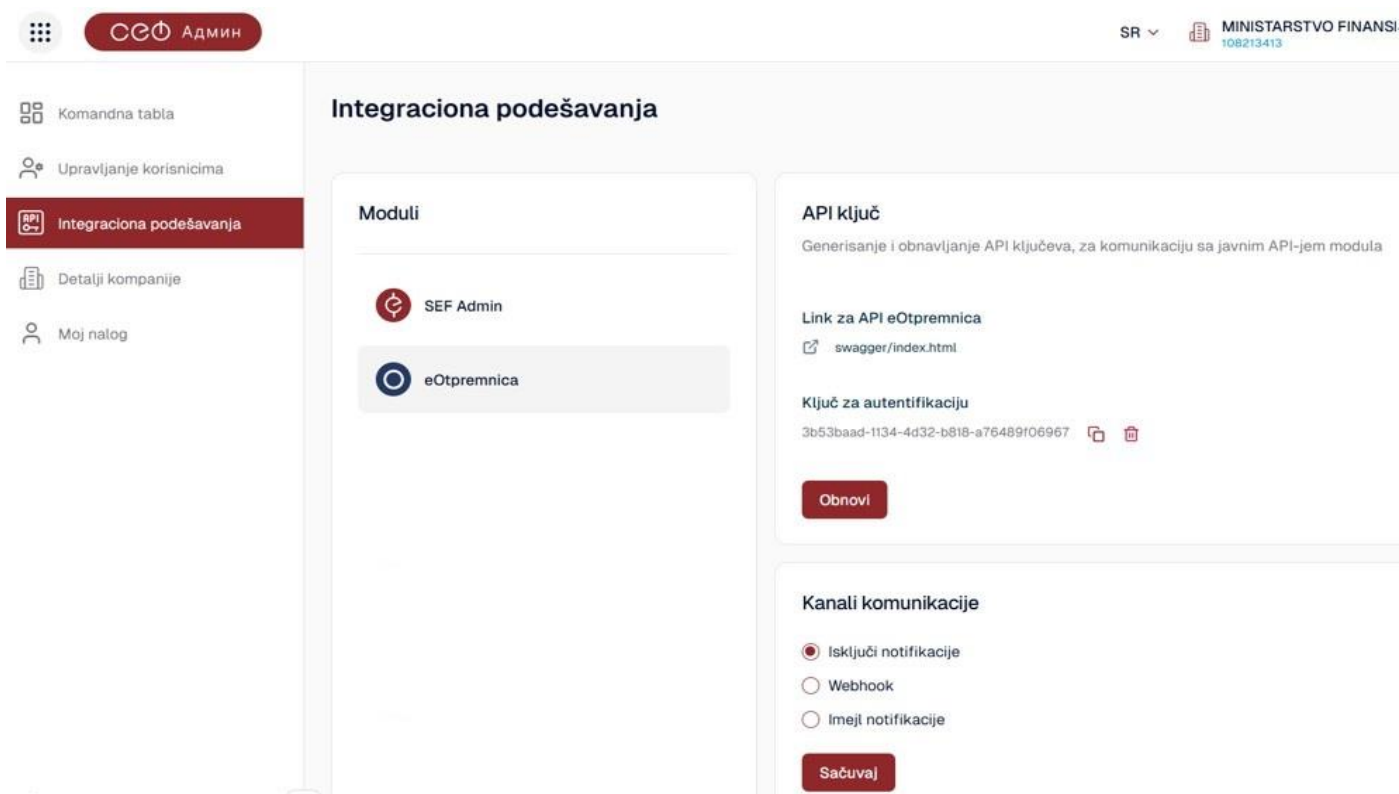 СЕФ Админ
SR
MINISTARSTVO FINANSI
108213413
Komandna tabla
Upravljanje korisnicima
API
Integraciona podešavanja
Detalji kompanije
Moj nalog
Integraciona podešavanja
Moduli
SEF Admin
eOtpremnica
API ključ
Generisanje i obnavljanje API ključeva, za komunikaciju sa javnim API-jem modula
Link za API eOtpremnica
swagger/index.html
Ključ za autentifikaciju
3b53baad-1134-4d32-b818-a76489f06967
Obnovi
Kanali komunikacije
Isključi notifikacije
Webhook
Imejl notifikacije
Sačuvaj